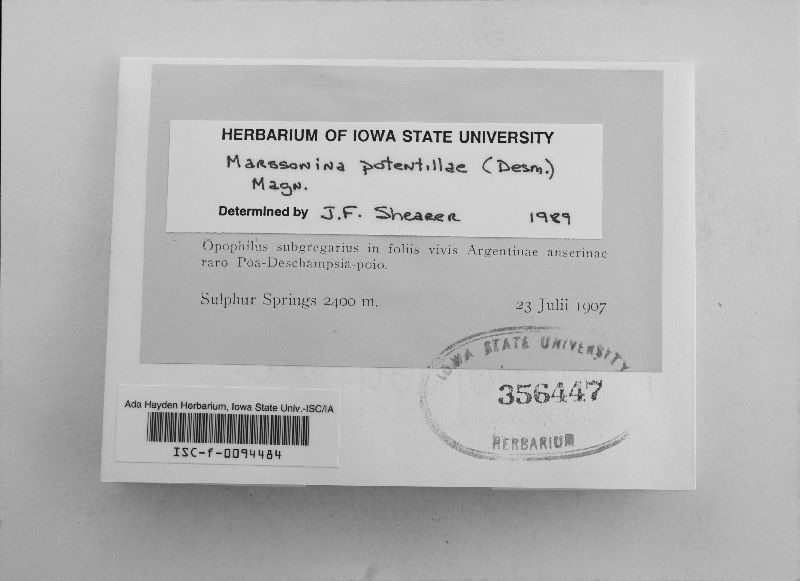 HERBARIUM OF IOWA STATE UNIVERSITY
Marssonina potentillae (Desm.)
Magn.
Determined by J.F. Shearer 1989
Opophilus subgregarius in foliis vivis Argentinae anserinae
raro Poa-Deschampsia-poio.
Sulphur Springs 2400 m. 23 Julii 1907
IOWA STATE UNIVERSITY
356447
HERBARIUM
Ada Hayden Herbarium, Iowa State Univ.-ISC/IA
ISC-f-0094484